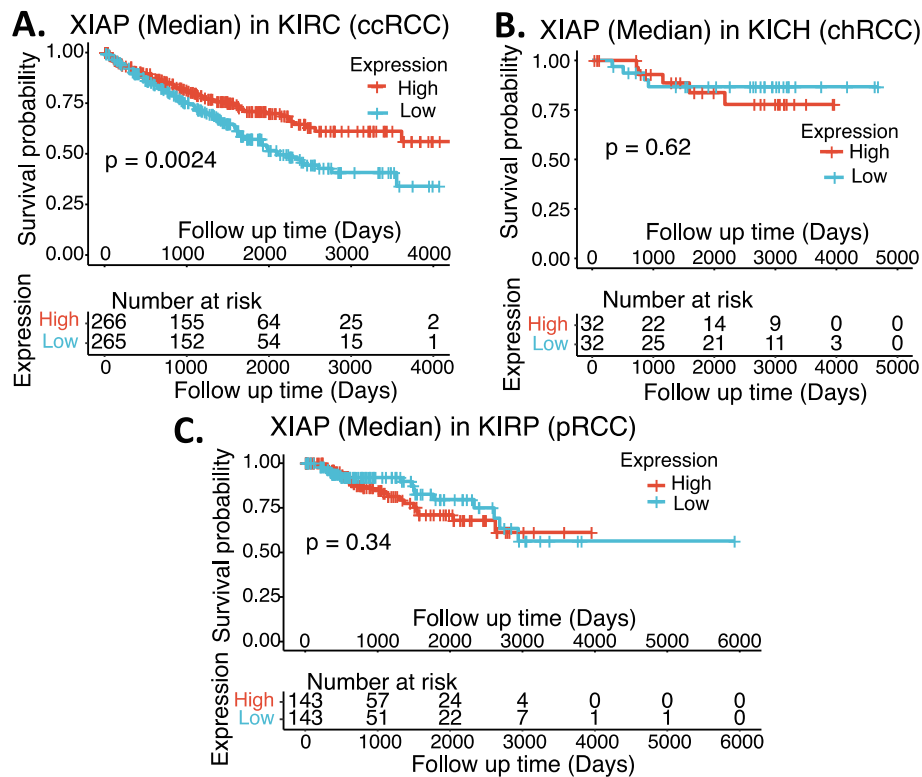 A. XIAP (Median) in KIRC (ccRCC)
Survival probability
1.00
0.75
0.50
0.25
0.00
Expression
High
Low
p = 0.0024
Follow up time (Days)
0 1000 2000 3000 4000
Expression
Number at risk
High 266 155 64 25 2
Low 265 152 54 15 1
0 1000 2000 3000 4000
Follow up time (Days)
B. XIAP (Median) in KICH (chRCC)
Survival probability
1.00
0.75
0.50
0.25
0.00
Expression
High
Low
p = 0.62
Follow up time (Days)
0 1000 2000 3000 4000 5000
Expression
Number at risk
High 32 22 14 9 0 0
Low 32 25 21 11 3 0
0 1000 2000 3000 4000 5000
Follow up time (Days)
C. XIAP (Median) in KIRP (pRCC)
Survival probability
1.00
0.75
0.50
0.25
0.00
Expression
High
Low
p = 0.34
Follow up time (Days)
0 1000 2000 3000 4000 5000 6000
Expression
Number at risk
High 143 57 24 4 0 0 0
Low 143 51 22 7 1 1 0
0 1000 2000 3000 4000 5000 6000
Follow up time (Days)